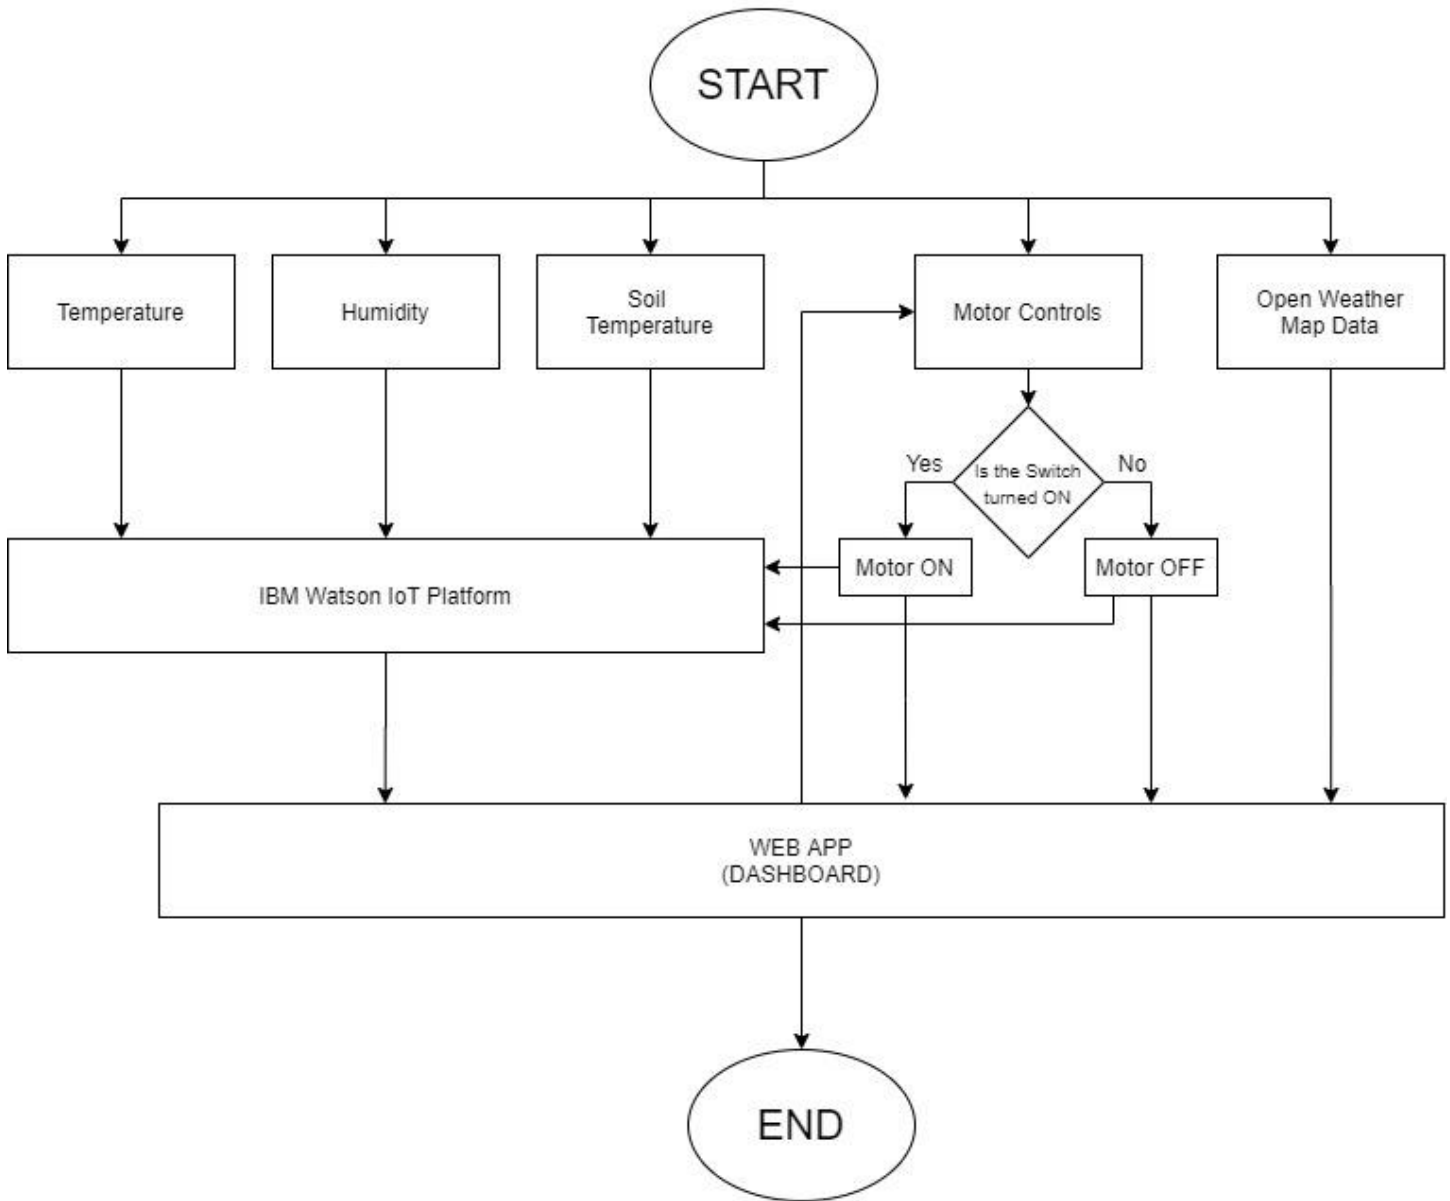 START
Temperature
Humidity
Soil
Temperature
Motor Controls
Open Weather
Map Data
Yes
Is the Switch
turned ON
No
Motor ON
Motor OFF
IBM Watson IoT Platform
WEB APP
(DASHBOARD)
END